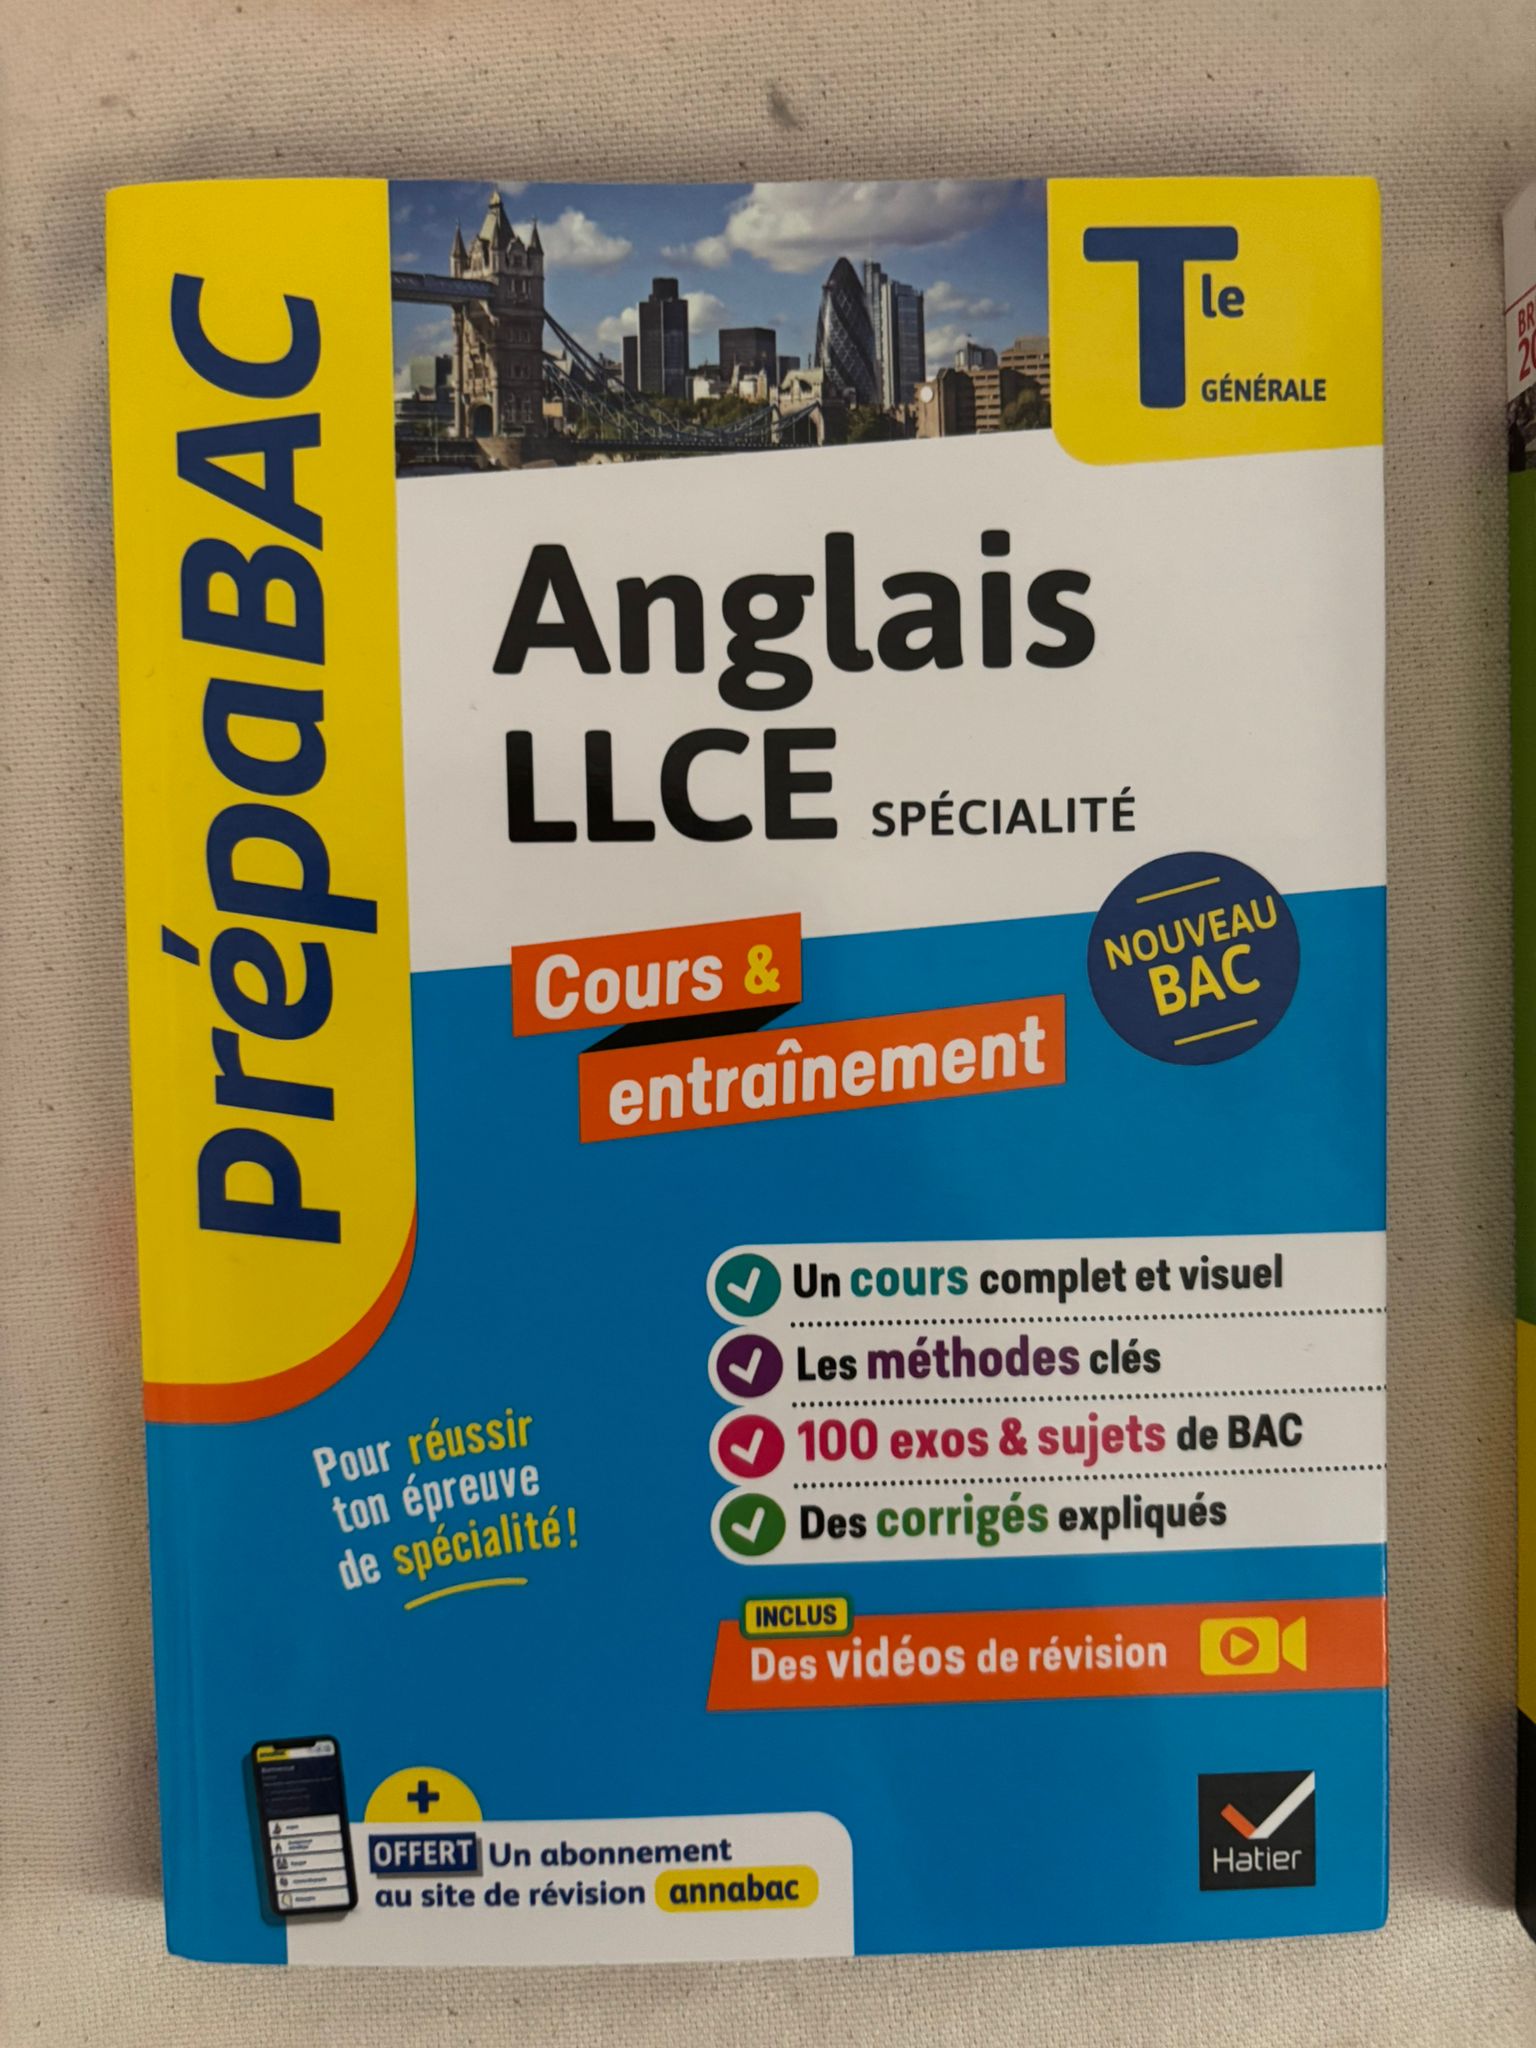 PrépaBAC
Tle
GÉNÉRALE
Anglais
LLCE SPÉCIALITÉ
NOUVEAU
BAC
Cours &
entraînement
Un cours complet et visuel
Les méthodes clés
100 exos & sujets de BAC
Des corrigés expliqués
Pour réussir
ton épreuve
de spécialité !
INCLUS
Des vidéos de révision
+
OFFERT Un abonnement
au site de révision annabac
Hatier